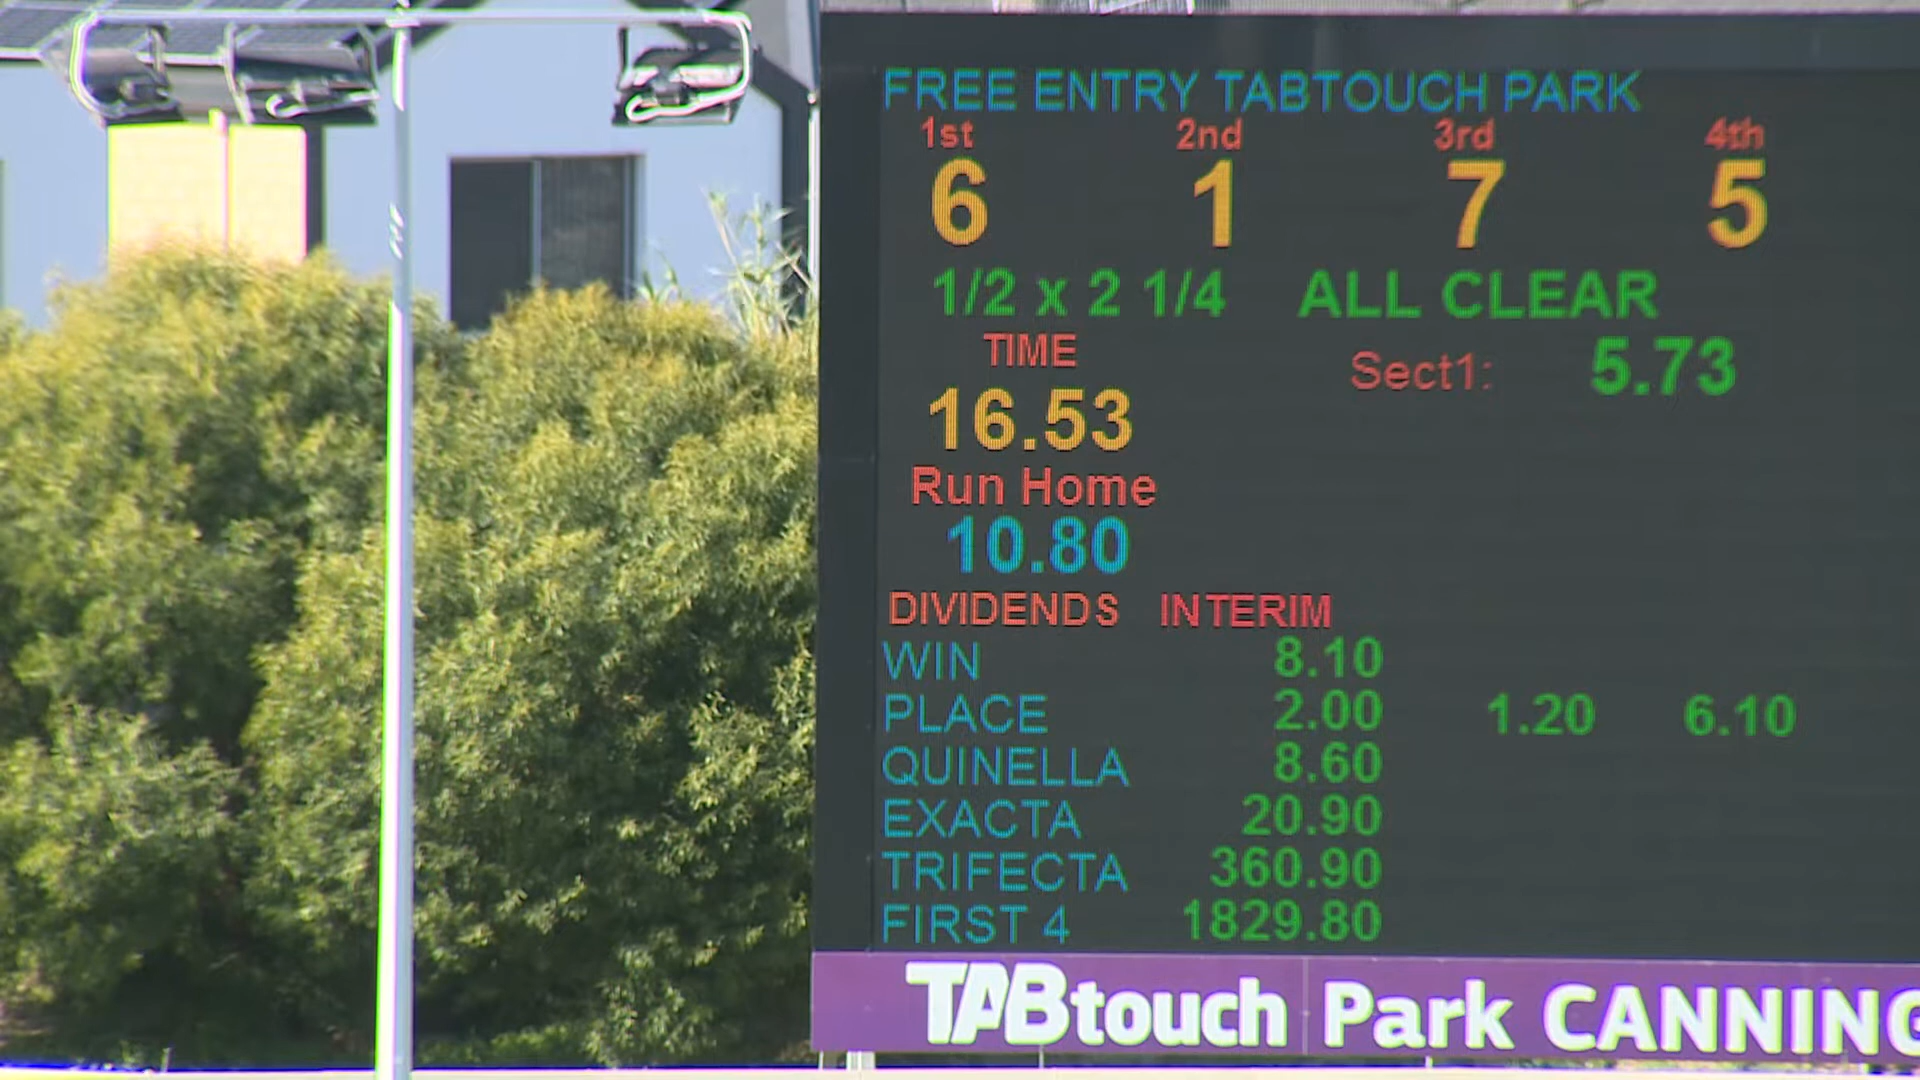 FREE ENTRY TABTOUCH PARK
1st 2nd 3rd 4th
6 1 7 5
1/2 x 2 1/4 ALL CLEAR
TIME Sect1: 5.73
16.53
Run Home
10.80
DIVIDENDS INTERIM
WIN 8.10
PLACE 2.00 1.20 6.10
QUINELLA 8.60
EXACTA 20.90
TRIFECTA 360.90
FIRST 4 1829.80
TABtouch Park CANNING